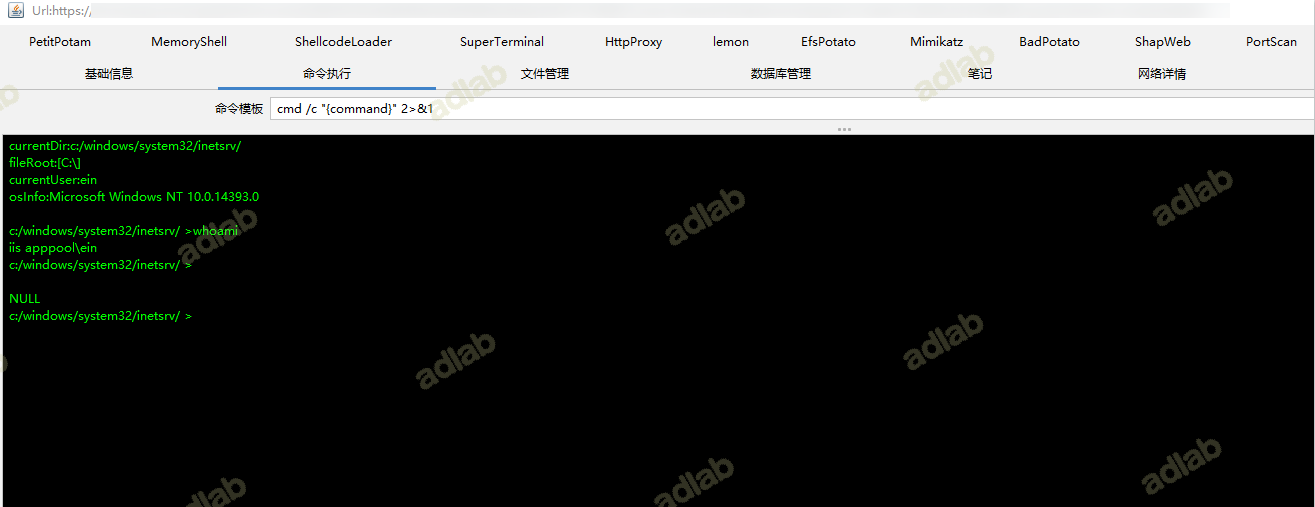 Url:https://
PetitPotam MemoryShell ShellcodeLoader SuperTerminal HttpProxy lemon EfsPotato Mimikatz BadPotato ShapWeb PortScan
基础信息 命令执行 文件管理 数据库管理 笔记 网络详情
命令模板 cmd /c "{command}" 2>&1
currentDir:c:/windows/system32/inetsrv/
fileRoot:[C:\]
currentUser:ein
osInfo:Microsoft Windows NT 10.0.14393.0
c:/windows/system32/inetsrv/ >whoami
iis apppool\ein
c:/windows/system32/inetsrv/ >
NULL
c:/windows/system32/inetsrv/ >
adlab
adlab
adlab
adlab
adlab
adlab
adlab
adlab
adlab
adlab